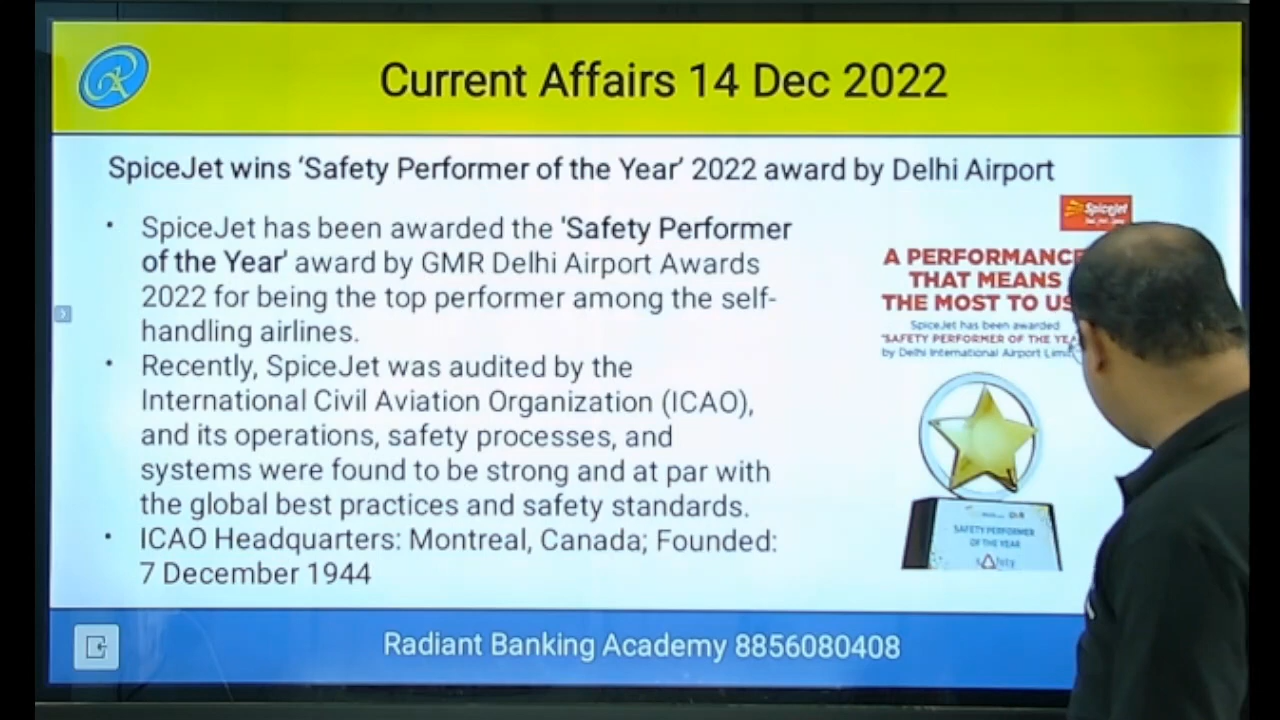 Current Affairs 14 Dec 2022
SpiceJet wins ‘Safety Performer of the Year’ 2022 award by Delhi Airport
• SpiceJet has been awarded the 'Safety Performer
of the Year' award by GMR Delhi Airport Awards
2022 for being the top performer among the self-
handling airlines.
• Recently, SpiceJet was audited by the
International Civil Aviation Organization (ICAO),
and its operations, safety processes, and
systems were found to be strong and at par with
the global best practices and safety standards.
• ICAO Headquarters: Montreal, Canada; Founded:
7 December 1944
SpiceJet
A PERFORMANCE
THAT MEANS
THE MOST TO US
SpiceJet has been awarded
"SAFETY PERFORMER OF THE
by Delhi International Airport
SAFETY PERFORMER
OF THE YEAR
Radiant Banking Academy 8856080408